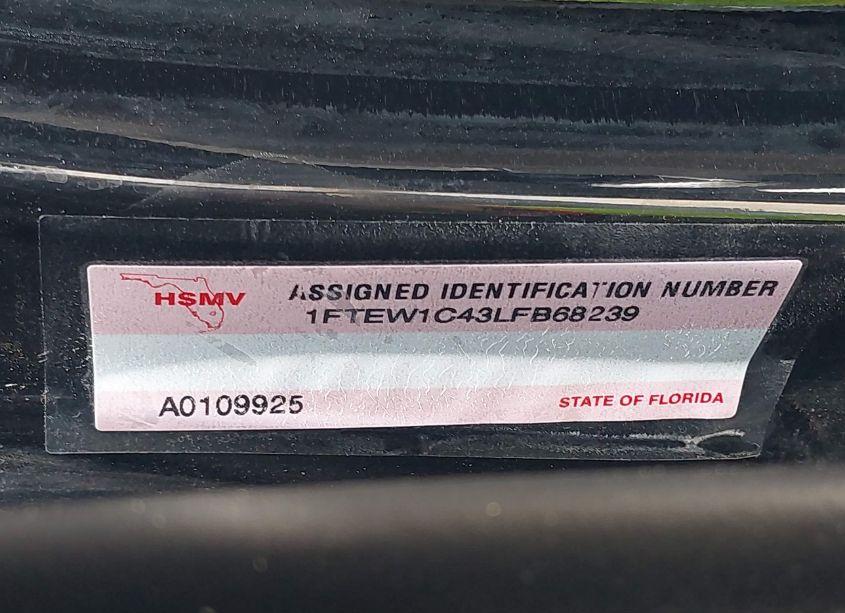 HSMV
ASSIGNED IDENTIFICATION NUMBER
1FTEW1C43LFB68239
A0109925
STATE OF FLORIDA